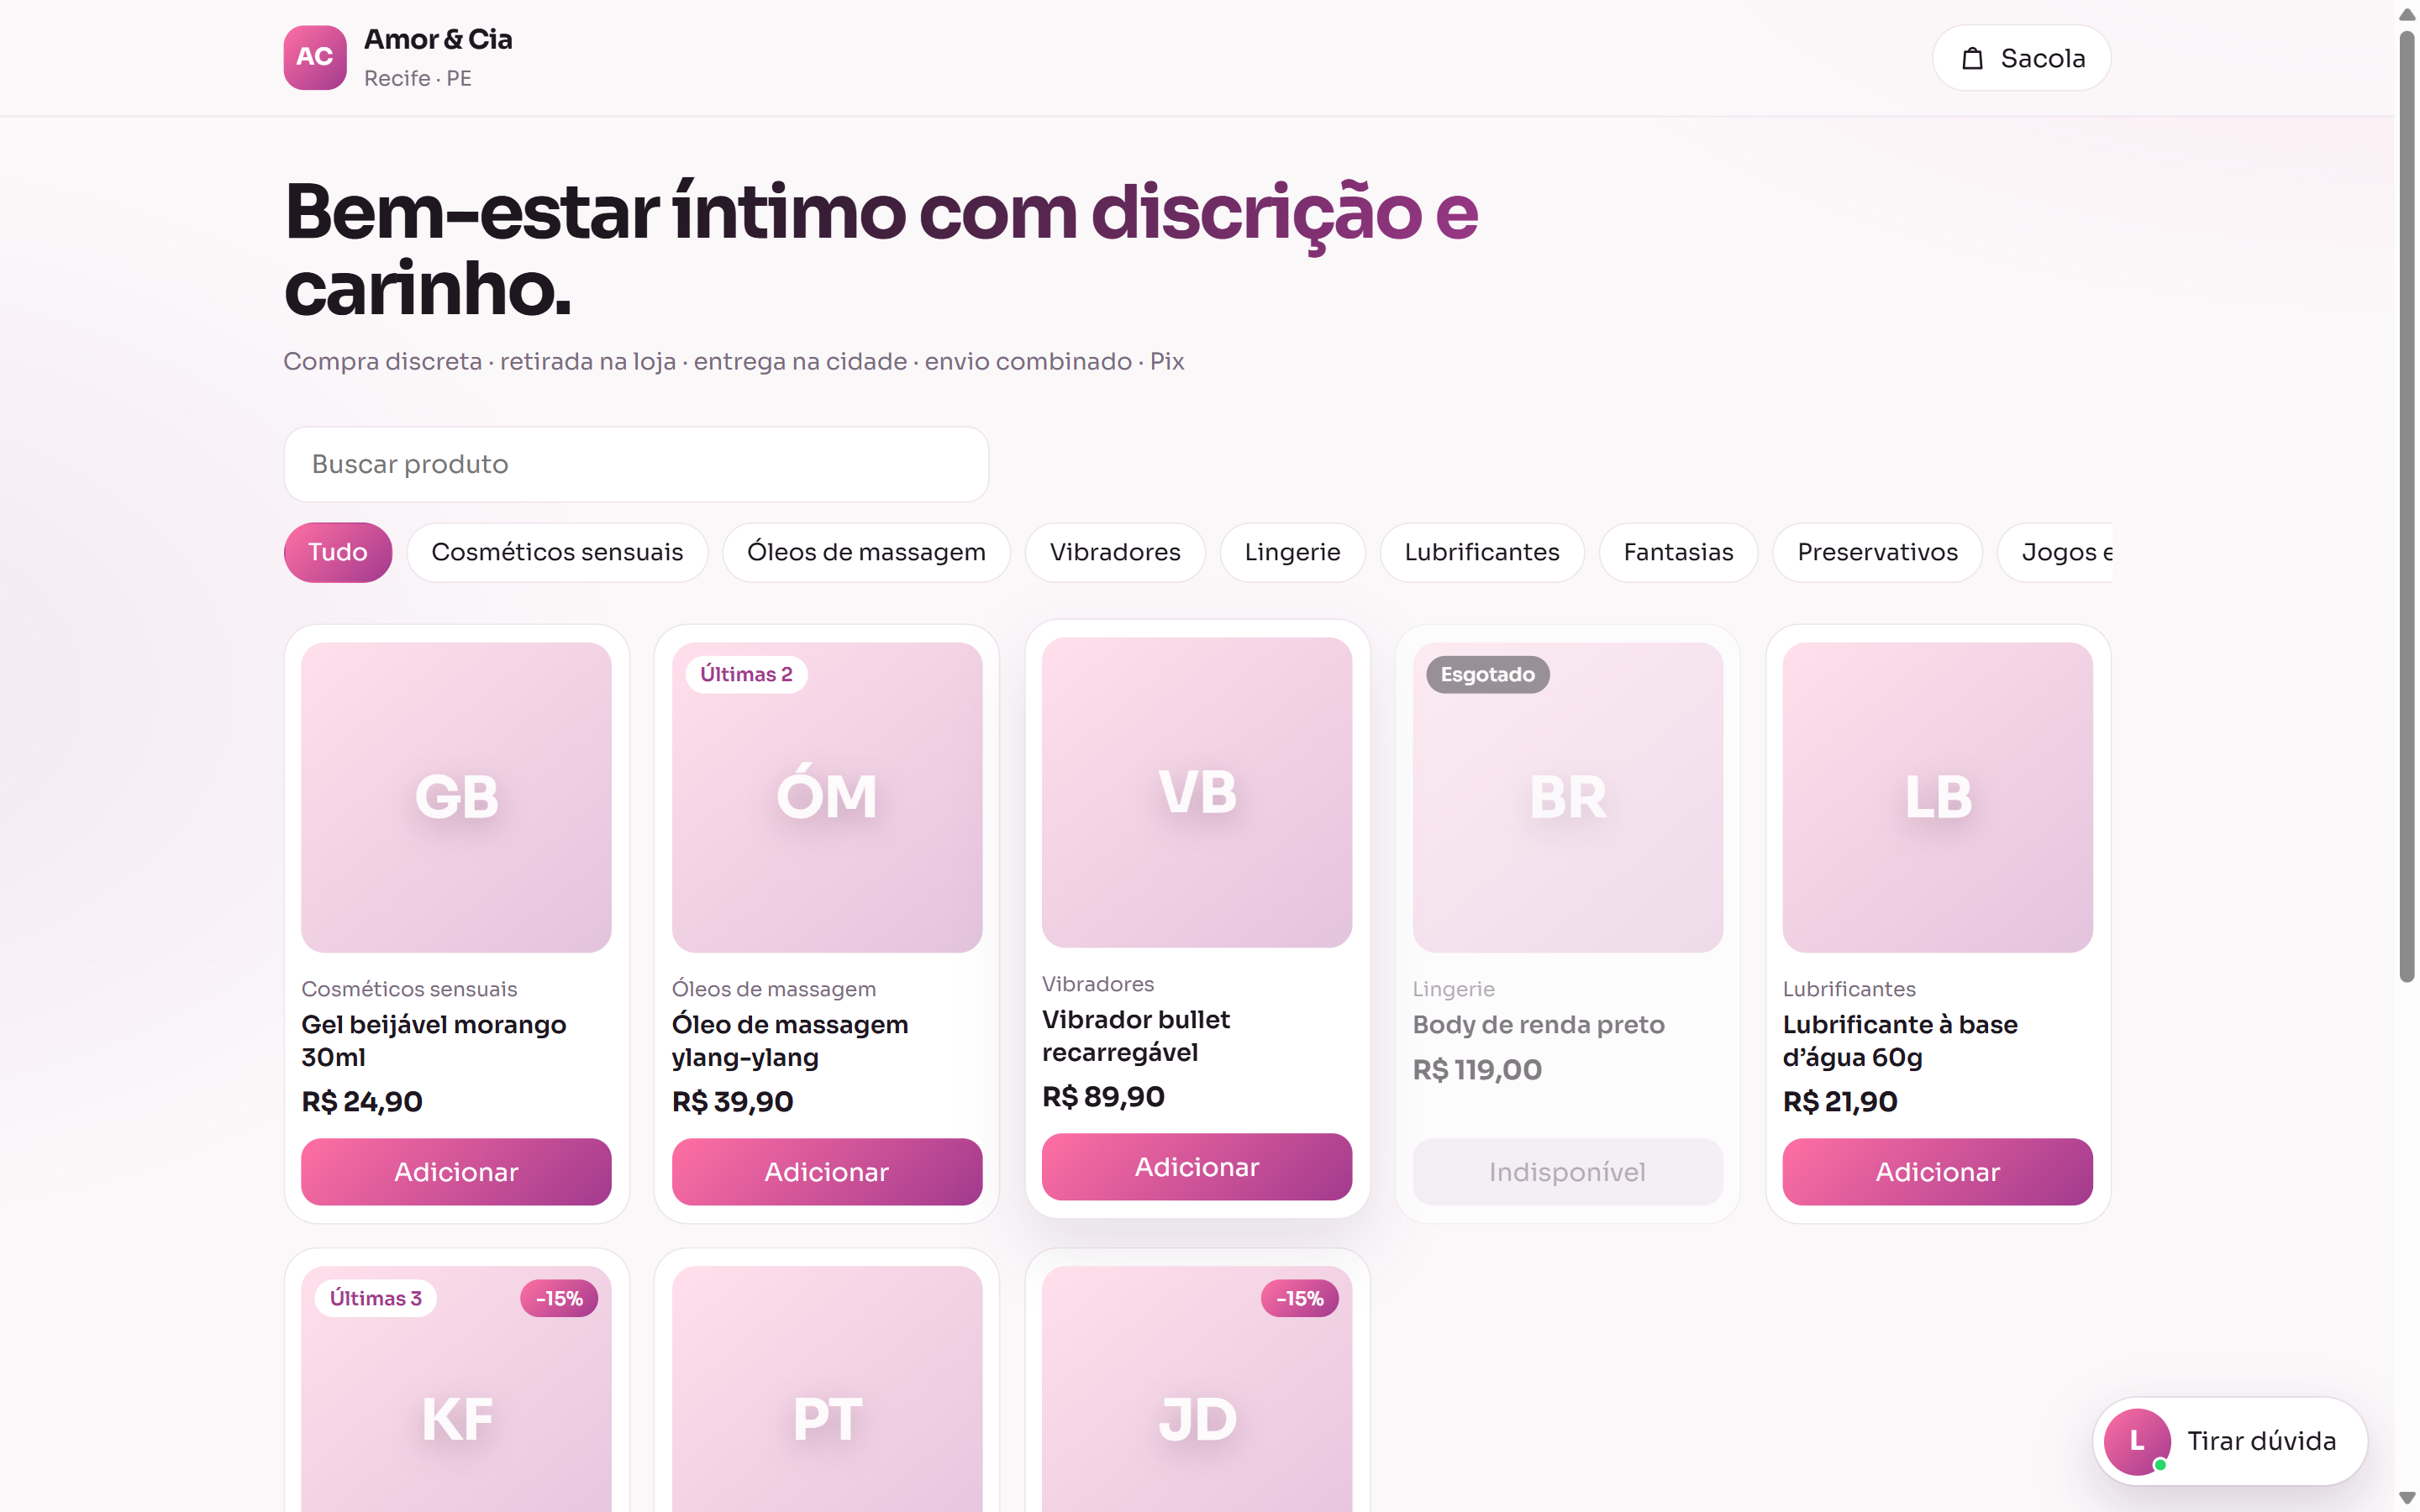 AC
Amor & Cia
Recife · PE
Sacola
Bem-estar íntimo com discrição e
carinho.
Compra discreta · retirada na loja · entrega na cidade · envio combinado · Pix
Buscar produto
Tudo
Cosméticos sensuais
Óleos de massagem
Vibradores
Lingerie
Lubrificantes
Fantasias
Preservativos
Jogos e
GB
Cosméticos sensuais
Gel beijável morango
30ml
R$ 24,90
Adicionar
Últimas 2
ÓM
Óleos de massagem
Óleo de massagem
ylang-ylang
R$ 39,90
Adicionar
VB
Vibradores
Vibrador bullet
recarregável
R$ 89,90
Adicionar
Esgotado
BR
Lingerie
Body de renda preto
R$ 119,00
Indisponível
LB
Lubrificantes
Lubrificante à base
d’água 60g
R$ 21,90
Adicionar
Últimas 3
-15%
KF
PT
-15%
JD
L
Tirar dúvida